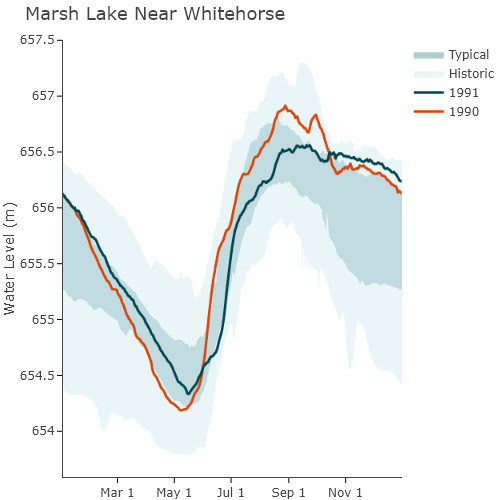 Marsh Lake Near Whitehorse
657.5
657
656.5
656
655.5
655
654.5
654
Water Level (m)
Mar 1
May 1
Jul 1
Sep 1
Nov 1
Typical
Historic
1991
1990